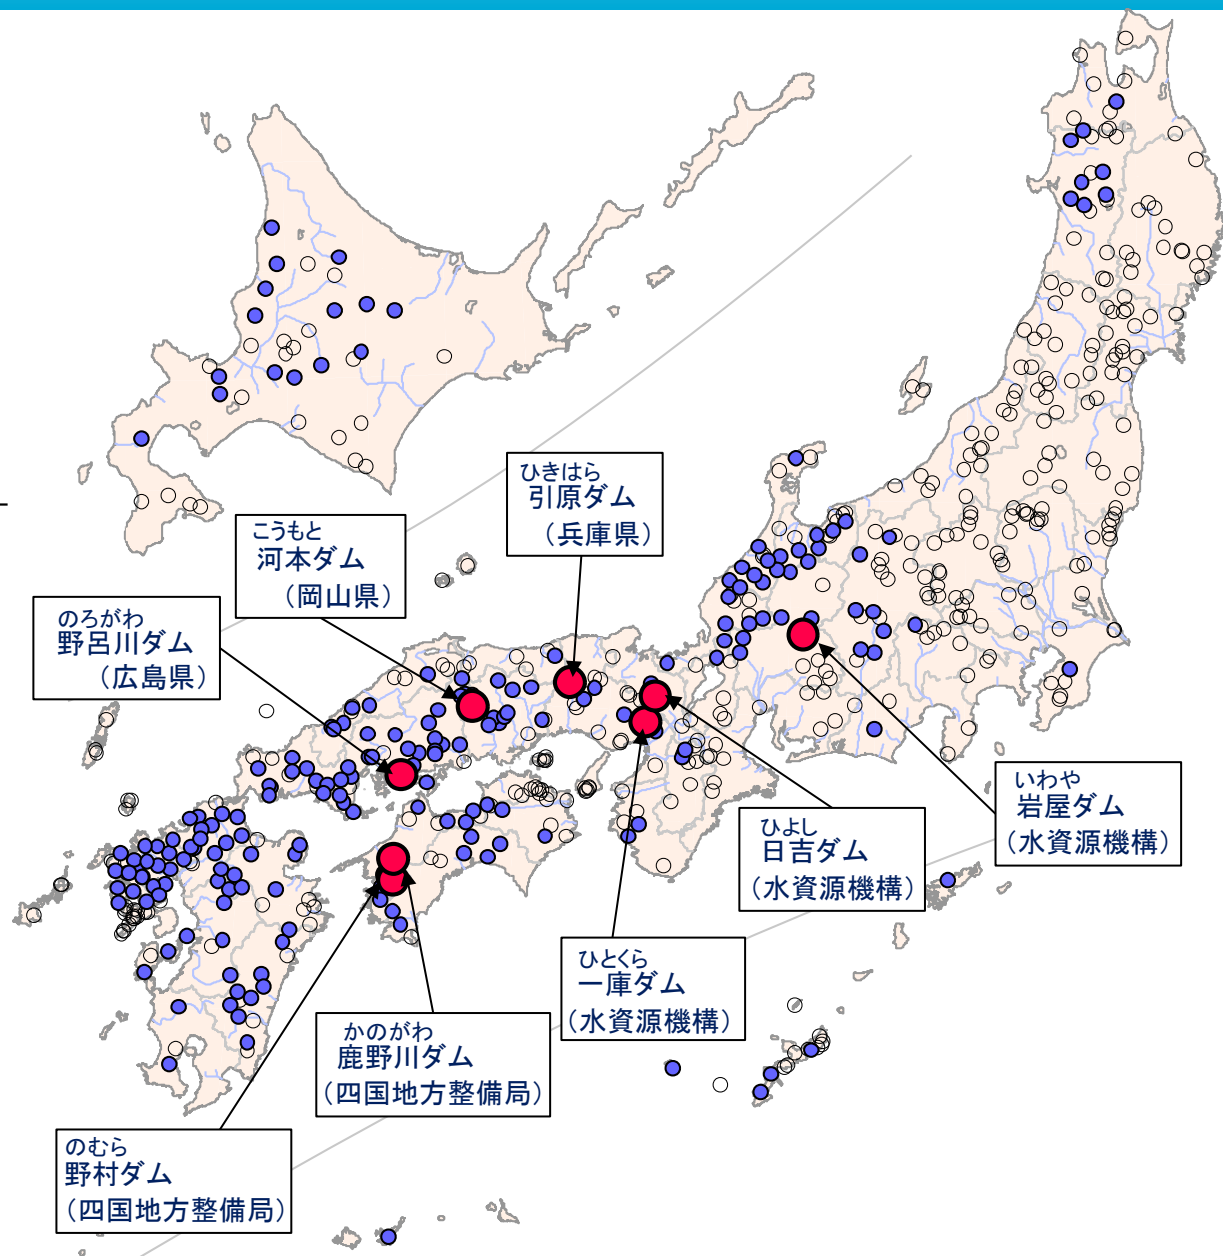 ひきはら
引原ダム
（兵庫県）
こうもと
河本ダム
（岡山県）
のろがわ
野呂川ダム
（広島県）
いわや
岩屋ダム
（水資源機構）
ひよし
日吉ダム
（水資源機構）
ひとくら
一庫ダム
（水資源機構）
かのがわ
鹿野川ダム
（四国地方整備局）
のむら
野村ダム
（四国地方整備局）